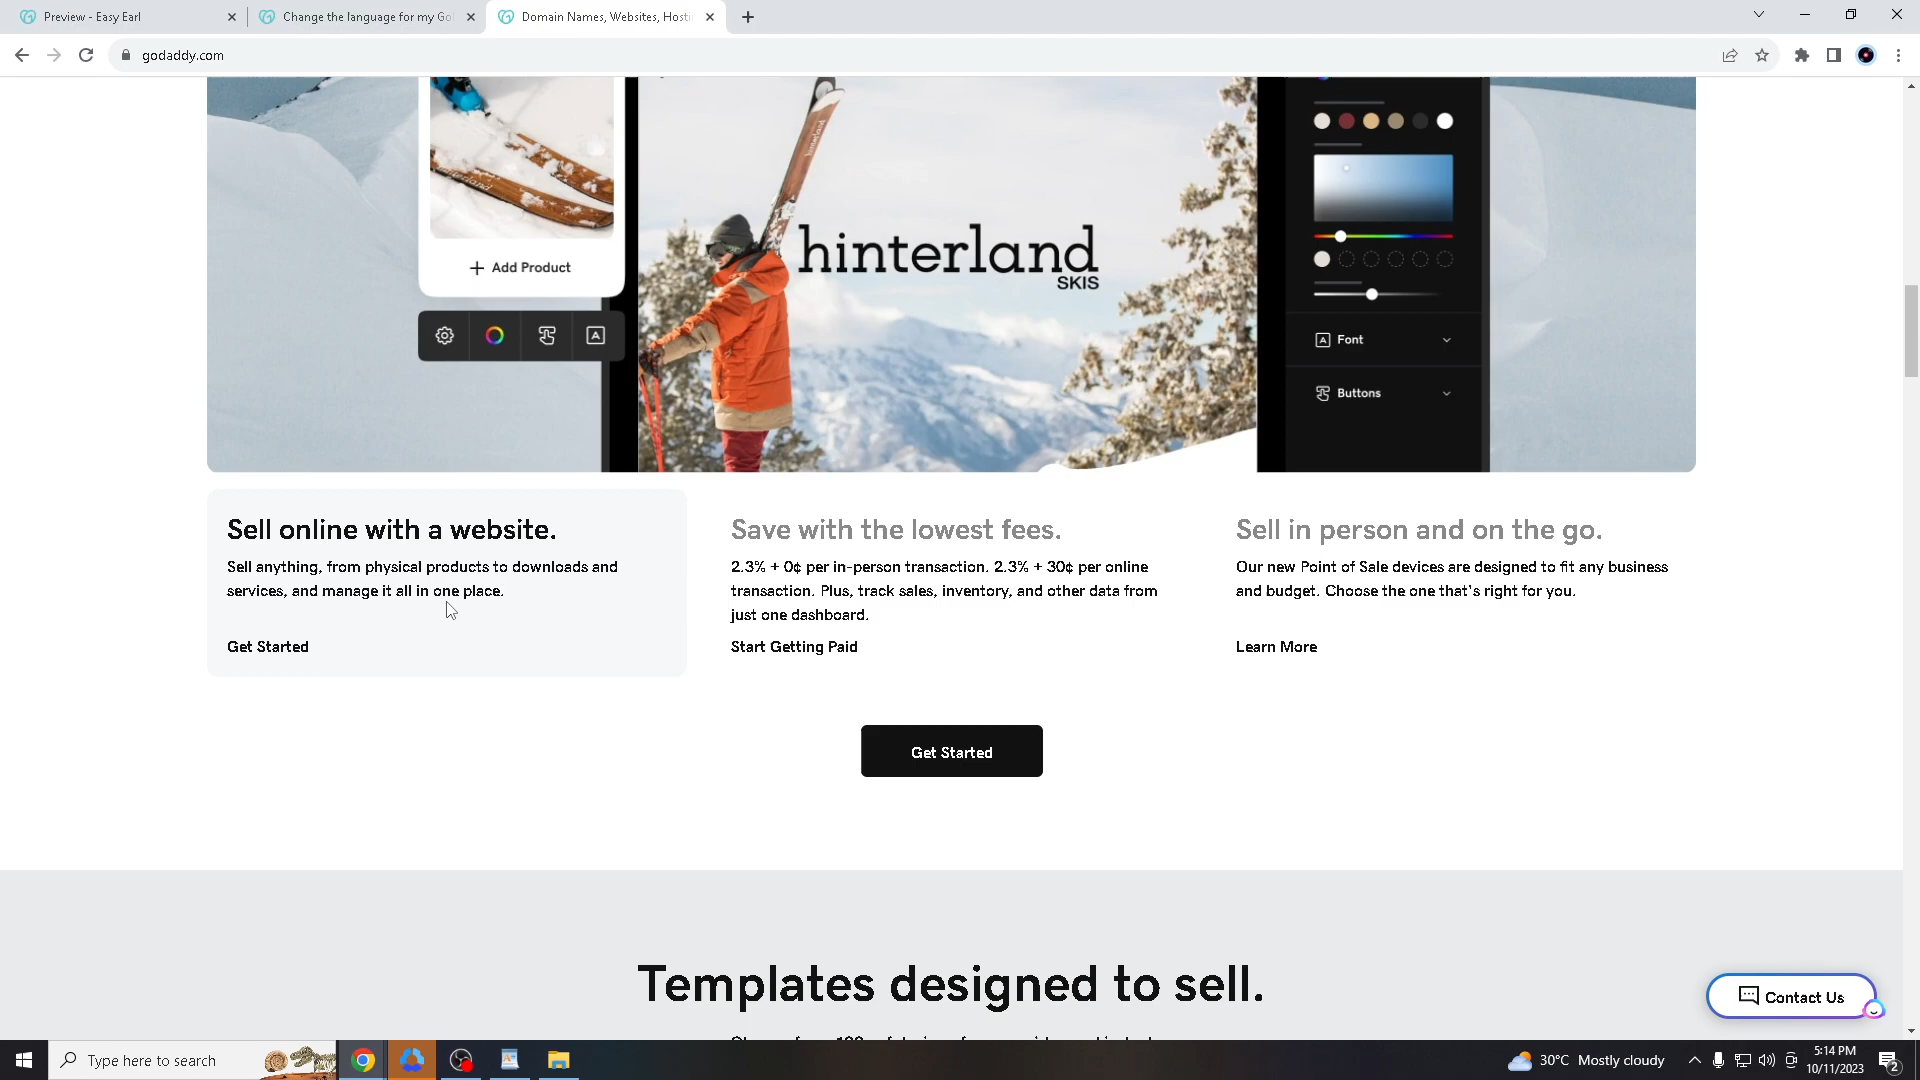 Preview - Easy Earl
Change the language for my Go
Domain Names, Websites, Hosti
godaddy.com
hinterland
SKIS
Add Product
Font
Buttons
Sell online with a website.
Sell anything, from physical products to downloads and
services, and manage it all in one place.
Get Started
Save with the lowest fees.
2.3% + 0¢ per in-person transaction. 2.3% + 30¢ per online
transaction. Plus, track sales, inventory, and other data from
just one dashboard.
Start Getting Paid
Sell in person and on the go.
Our new Point of Sale devices are designed to fit any business
and budget. Choose the one that's right for you.
Learn More
Get Started
Templates designed to sell.
Contact Us
Type here to search
30°C Mostly cloudy
5:14 PM
10/11/2023
2